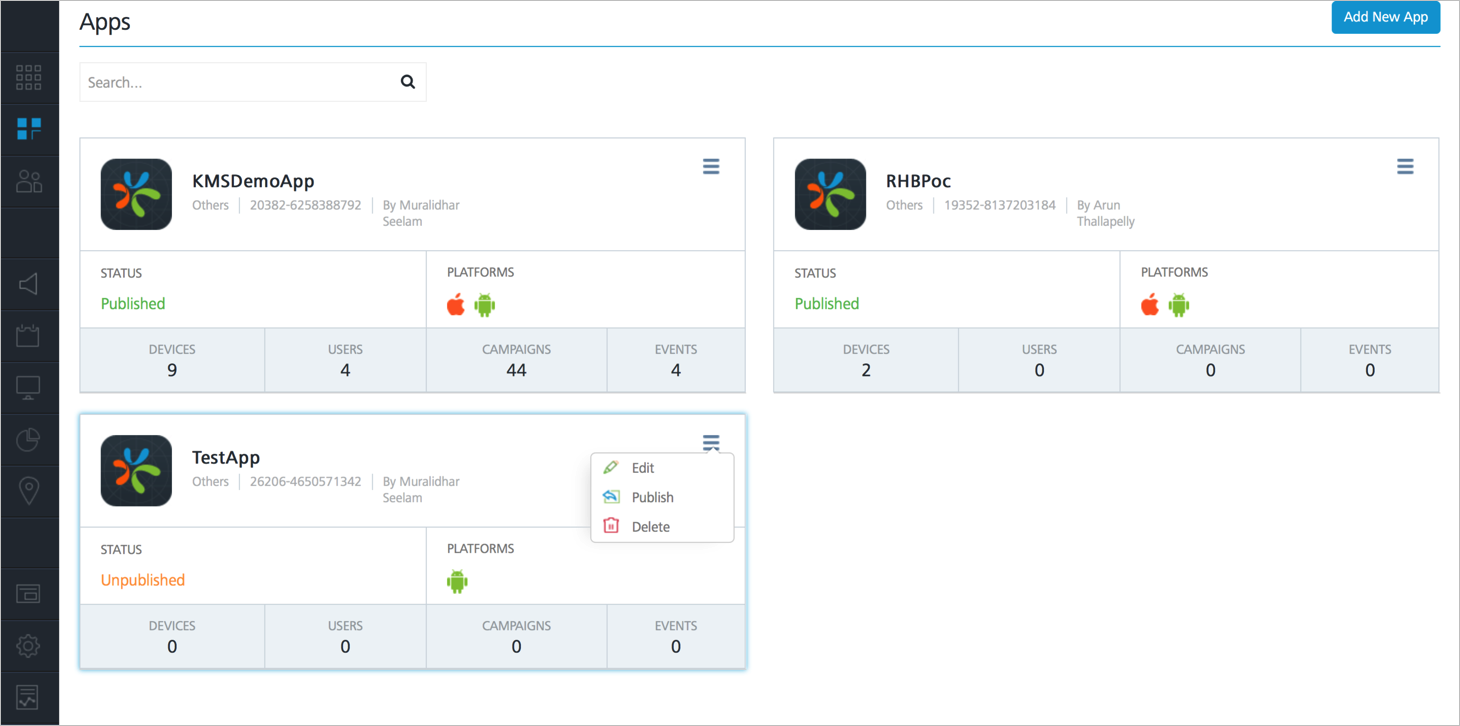 Apps
Add New App
Search...
KMSDemoApp
Others | 20382-6258388792 | By Muralidhar
Seelam
STATUS
Published
PLATFORMS
DEVICES
9
USERS
4
CAMPAIGNS
44
EVENTS
4
RHBPoc
Others | 19352-8137203184 | By Arun
Thallapelly
STATUS
Published
PLATFORMS
DEVICES
2
USERS
0
CAMPAIGNS
0
EVENTS
0
TestApp
Others | 26206-4650571342 | By Muralidhar
Seelam
Edit
Publish
Delete
STATUS
Unpublished
PLATFORMS
DEVICES
0
USERS
0
CAMPAIGNS
0
EVENTS
0